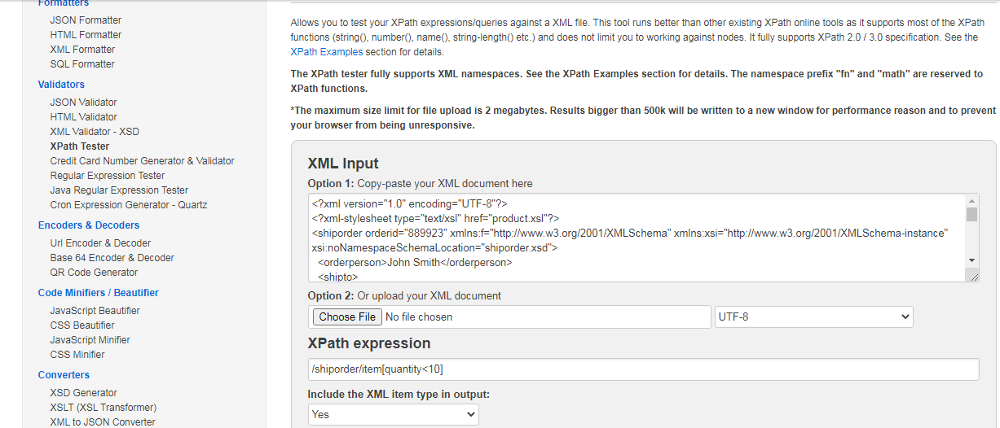 Formatters
JSON Formatter
HTML Formatter
XML Formatter
SQL Formatter
Validators
JSON Validator
HTML Validator
XML Validator - XSD
XPath Tester
Credit Card Number Generator & Validator
Regular Expression Tester
Java Regular Expression Tester
Cron Expression Generator - Quartz
Encoders & Decoders
Url Encoder & Decoder
Base 64 Encoder & Decoder
QR Code Generator
Code Minifiers / Beautifier
JavaScript Beautifier
CSS Beautifier
JavaScript Minifier
CSS Minifier
Converters
XSD Generator
XSLT (XSL Transformer)
XML to JSON Converter
Allows you to test your XPath expressions/queries against a XML file. This tool runs better than other existing XPath online tools as it supports most of the XPath
functions (string(), number(), name(), string-length() etc.) and does not limit you to working against nodes. It fully supports XPath 2.0 / 3.0 specification. See the
XPath Examples section for details.
The XPath tester fully supports XML namespaces. See the XPath Examples section for details. The namespace prefix "fn" and "math" are reserved to
XPath functions.
*The maximum size limit for file upload is 2 megabytes. Results bigger than 500k will be written to a new window for performance reason and to prevent
your browser from being unresponsive.
XML Input
Option 1: Copy-paste your XML document here
<?xml version="1.0" encoding="UTF-8"?>
<?xml-stylesheet type="text/xsl" href="product.xsl"?>
<shiporder orderid="889923" xmlns:f="http://www.w3.org/2001/XMLSchema" xmlns:xsi="http://www.w3.org/2001/XMLSchema-instance"
xsi:noNamespaceSchemaLocation="shiporder.xsd">
<orderperson>John Smith</orderperson>
<shipto>
Option 2: Or upload your XML document
Choose File No file chosen UTF-8
XPath expression
/shiporder/item[quantity<10]
Include the XML item type in output:
Yes